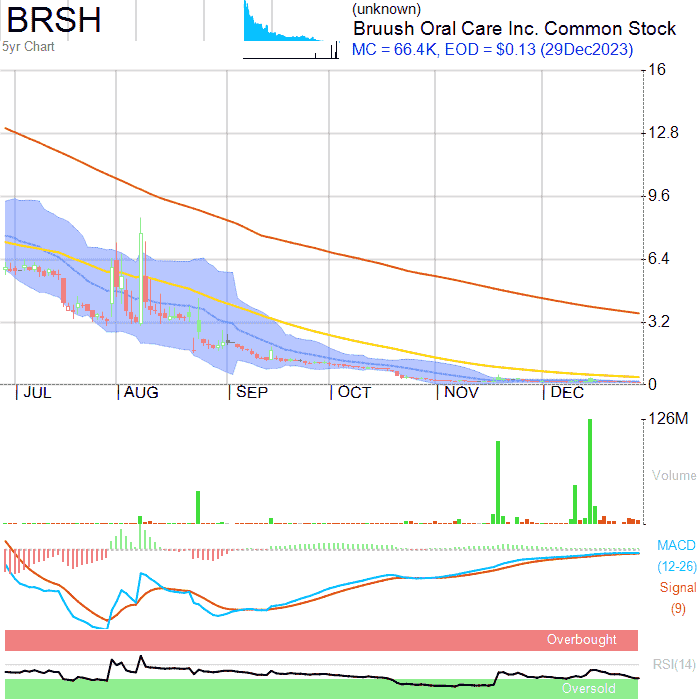 BRSH
5yr Chart
(unknown)
Bruush Oral Care Inc. Common Stock
MC = 66.4K, EOD = $0.13 (29Dec2023)
16
12.8
9.6
6.4
3.2
0
JUL AUG SEP OCT NOV DEC
126M
Volume
MACD
(12-26)
Signal
(9)
Overbought
RSI(14)
Oversold